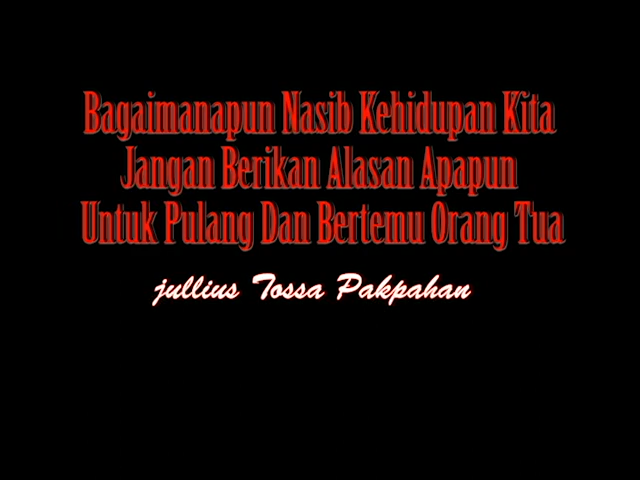 Bagaimanapun Nasib Kehidupan Kita
Jangan Berikan Alasan Apapun
Untuk Pulang Dan Bertemu Orang Tua
jullius Tossa Pakpahan